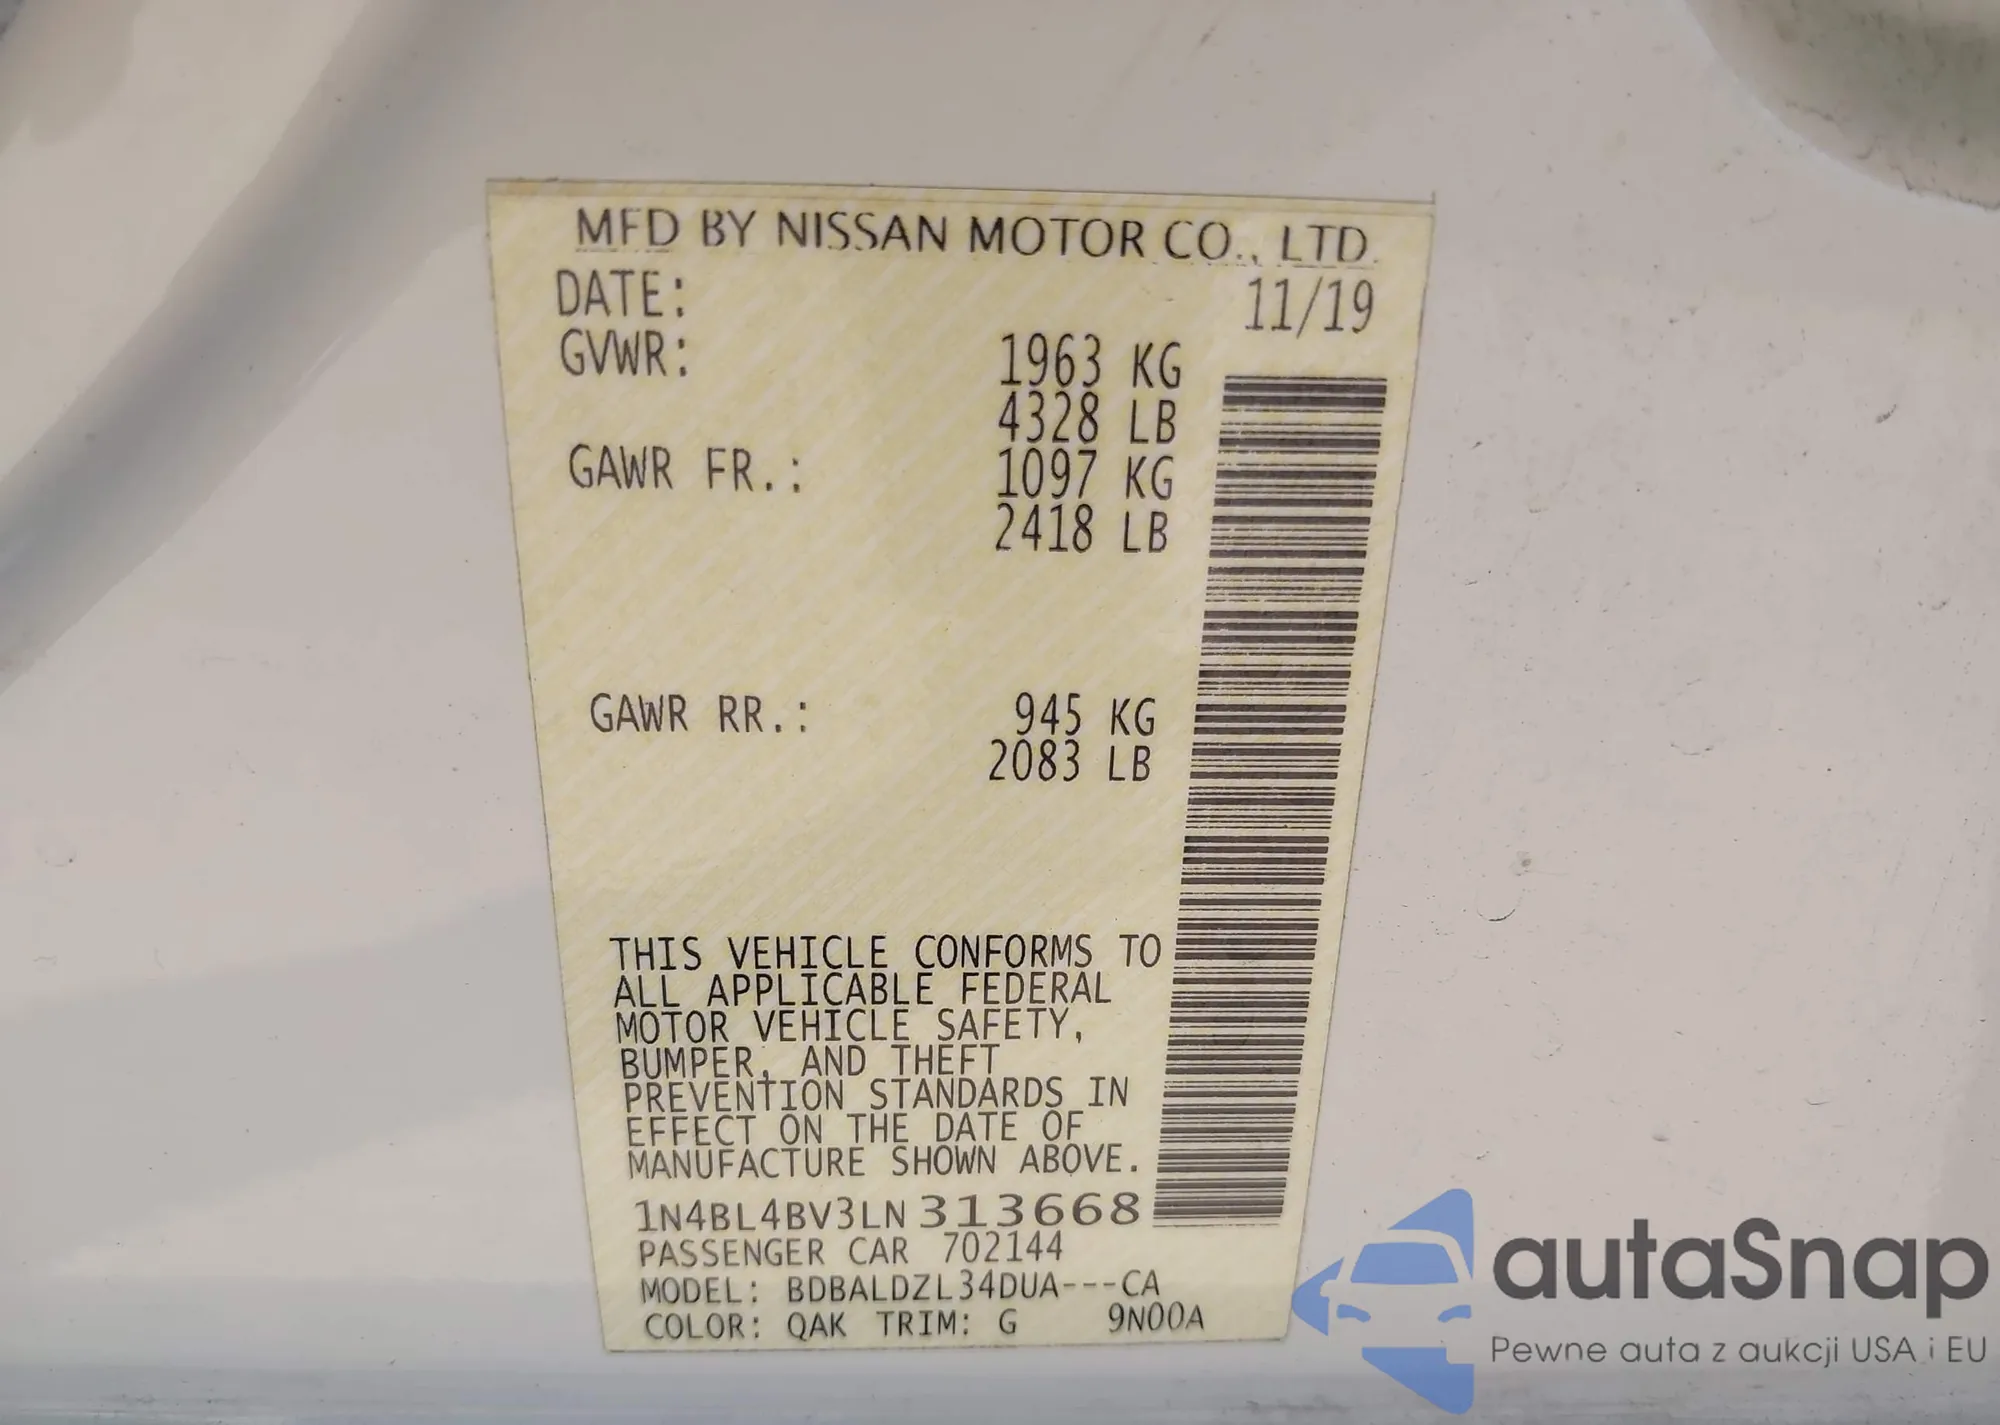 MFD BY NISSAN MOTOR CO., LTD.
DATE: 11/19
GVWR: 1963 KG
4328 LB
GAWR FR.: 1097 KG
2418 LB
GAWR RR.: 945 KG
2083 LB
THIS VEHICLE CONFORMS TO
ALL APPLICABLE FEDERAL
MOTOR VEHICLE SAFETY,
BUMPER, AND THEFT
PREVENTION STANDARDS IN
EFFECT ON THE DATE OF
MANUFACTURE SHOWN ABOVE.
1N4BL4BV3LN313668
PASSENGER CAR 702144
MODEL: BDBALDZL34DUA---CA
COLOR: QAK TRIM: G 9N00A
autaSnap
Pewne auta z aukcji USA i EU